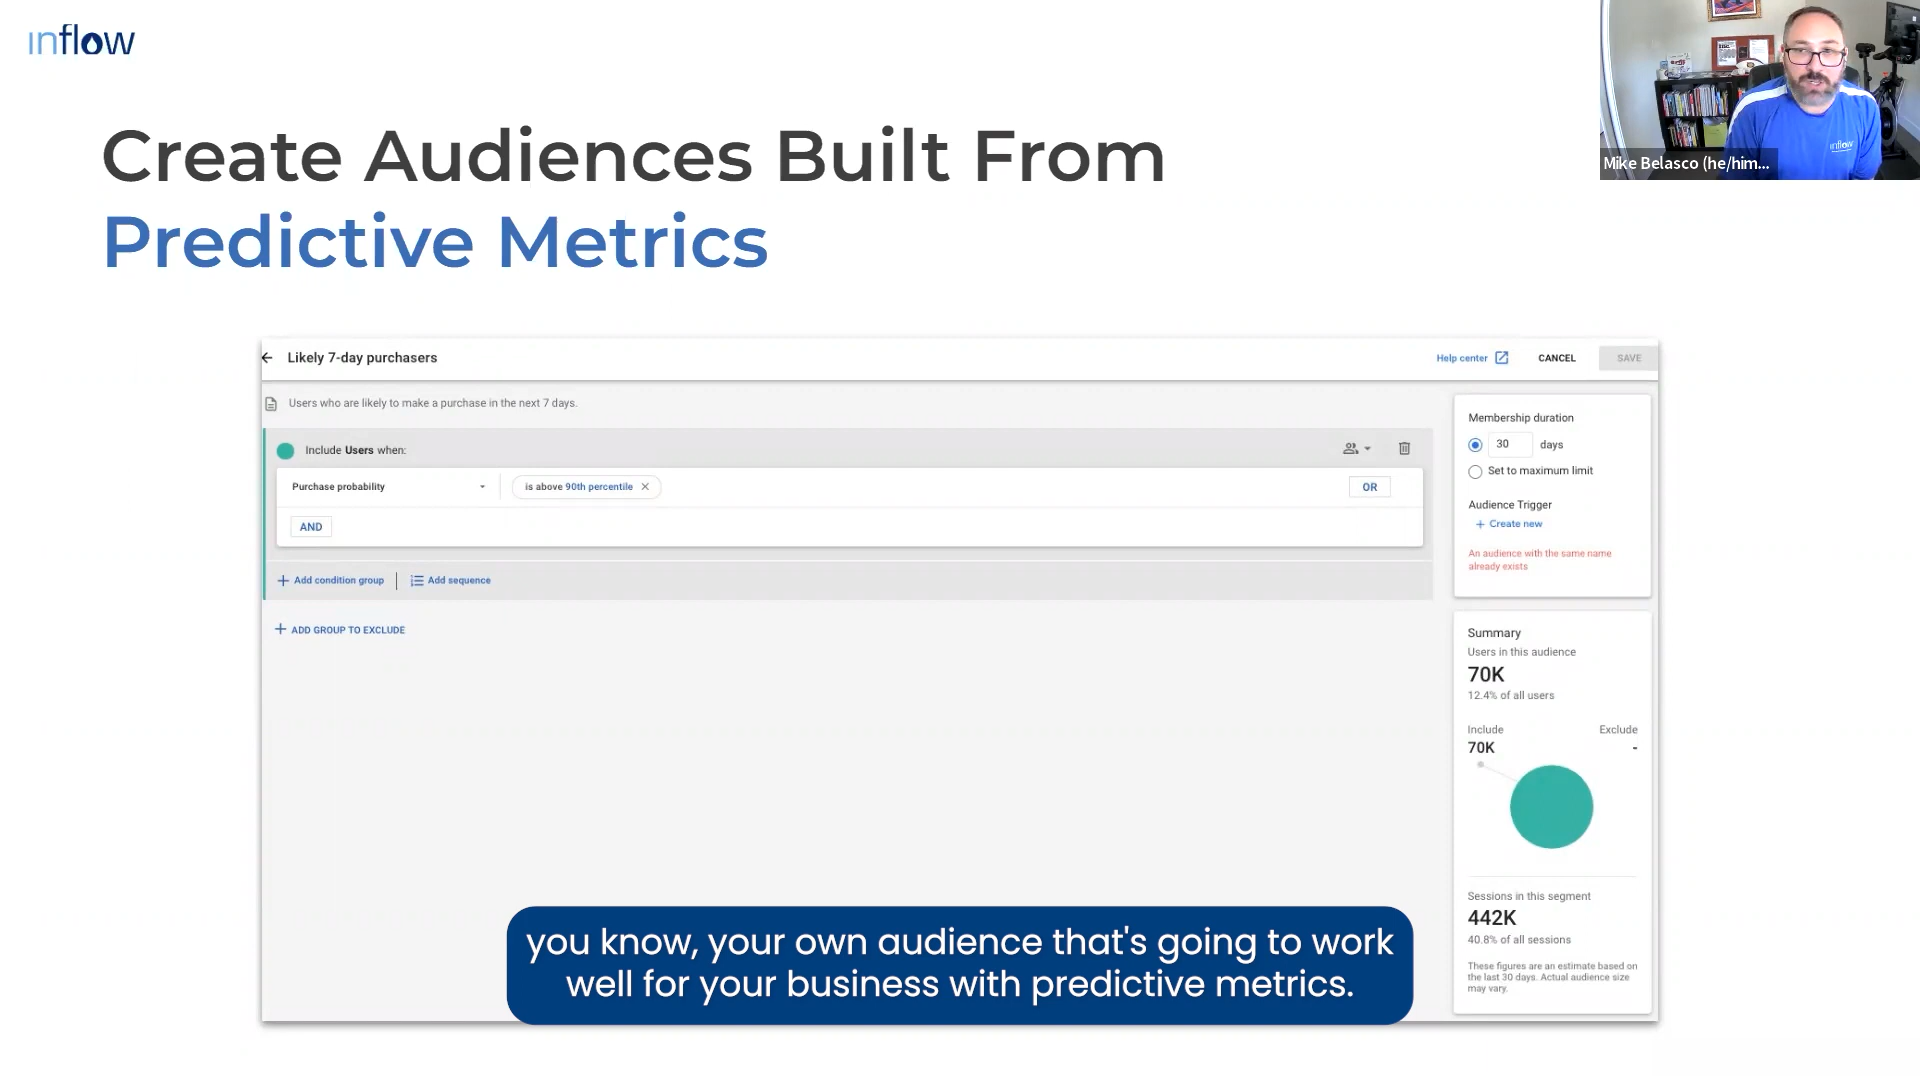 inflow
Create Audiences Built From
Predictive Metrics
inflow
Mike Belasco (he/him...
Likely 7-day purchasers
Help center
CANCEL
SAVE
Users who are likely to make a purchase in the next 7 days.
Include Users when:
Purchase probability
is above 90th percentile
OR
AND
Add condition group
Add sequence
ADD GROUP TO EXCLUDE
Membership duration
30 days
Set to maximum limit
Audience Trigger
Create new
An audience with the same name
already exists
Summary
Users in this audience
70K
12.4% of all users
Include Exclude
70K -
Sessions in this segment
442K
40.8% of all sessions
These figures are an estimate based on
the last 30 days. Actual audience size
may vary.
you know, your own audience that's going to work
well for your business with predictive metrics.